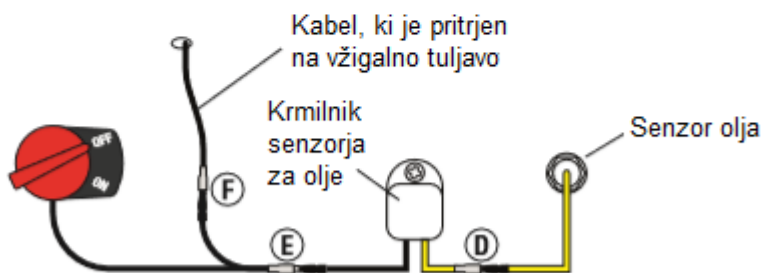 Kabel, ki je pritrjen
na vžigalno tuljavo
Krmilnik
senzorja
za olje
Senzor olja
OFF
ON
F
E
D